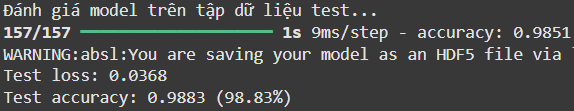 Đánh giá model trên tập dữ liệu test...
157/157 ━━━━━━━━━━━━━━━━━━━━ 1s 9ms/step - accuracy: 0.9851
WARNING:absl:You are saving your model as an HDF5 file via
Test loss: 0.0368
Test accuracy: 0.9883 (98.83%)